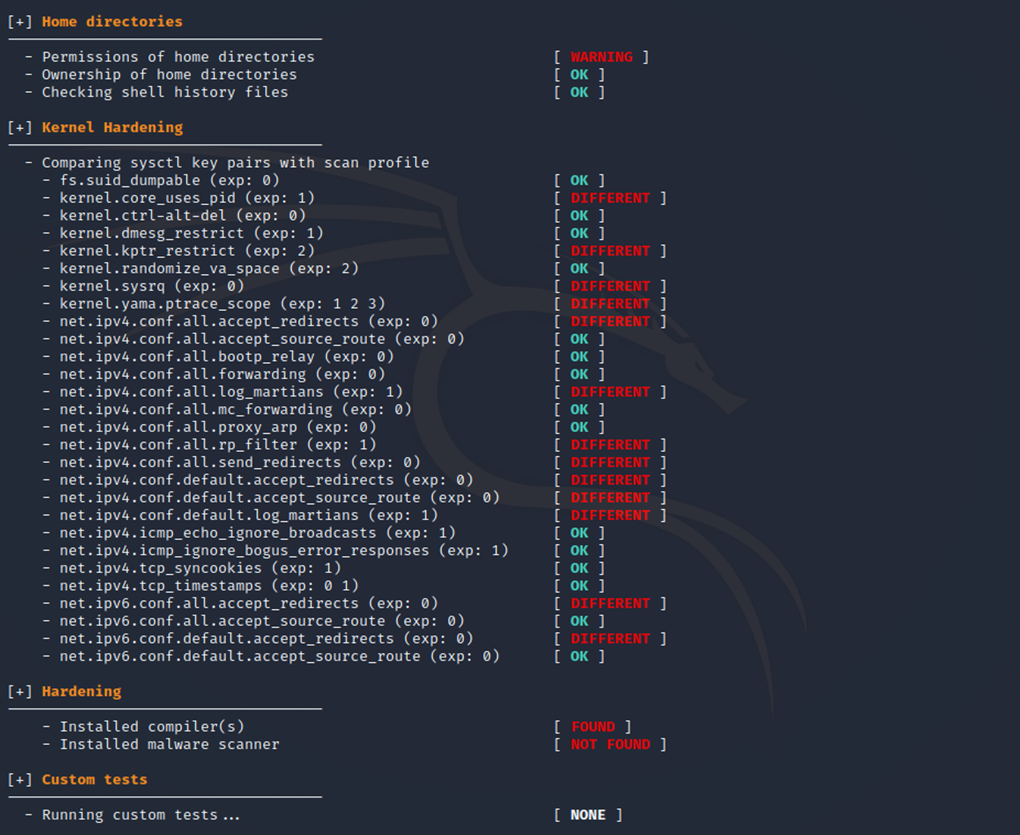 [+] Home directories
- Permissions of home directories [ WARNING ]
- Ownership of home directories [ OK ]
- Checking shell history files [ OK ]
[+] Kernel Hardening
- Comparing sysctl key pairs with scan profile
- fs.suid_dumpable (exp: 0) [ OK ]
- kernel.core_uses_pid (exp: 1) [ DIFFERENT ]
- kernel.ctrl-alt-del (exp: 0) [ OK ]
- kernel.dmesg_restrict (exp: 1) [ OK ]
- kernel.kptr_restrict (exp: 2) [ DIFFERENT ]
- kernel.randomize_va_space (exp: 2) [ OK ]
- kernel.sysrq (exp: 0) [ DIFFERENT ]
- kernel.yama.ptrace_scope (exp: 1 2 3) [ DIFFERENT ]
- net.ipv4.conf.all.accept_redirects (exp: 0) [ DIFFERENT ]
- net.ipv4.conf.all.accept_source_route (exp: 0) [ OK ]
- net.ipv4.conf.all.bootp_relay (exp: 0) [ OK ]
- net.ipv4.conf.all.forwarding (exp: 0) [ OK ]
- net.ipv4.conf.all.log_martians (exp: 1) [ DIFFERENT ]
- net.ipv4.conf.all.mc_forwarding (exp: 0) [ OK ]
- net.ipv4.conf.all.proxy_arp (exp: 0) [ OK ]
- net.ipv4.conf.all.rp_filter (exp: 1) [ DIFFERENT ]
- net.ipv4.conf.all.send_redirects (exp: 0) [ DIFFERENT ]
- net.ipv4.conf.default.accept_redirects (exp: 0) [ DIFFERENT ]
- net.ipv4.conf.default.accept_source_route (exp: 0) [ DIFFERENT ]
- net.ipv4.conf.default.log_martians (exp: 1) [ DIFFERENT ]
- net.ipv4.icmp_echo_ignore_broadcasts (exp: 1) [ OK ]
- net.ipv4.icmp_ignore_bogus_error_responses (exp: 1) [ OK ]
- net.ipv4.tcp_syncookies (exp: 1) [ OK ]
- net.ipv4.tcp_timestamps (exp: 0 1) [ OK ]
- net.ipv6.conf.all.accept_redirects (exp: 0) [ DIFFERENT ]
- net.ipv6.conf.all.accept_source_route (exp: 0) [ OK ]
- net.ipv6.conf.default.accept_redirects (exp: 0) [ DIFFERENT ]
- net.ipv6.conf.default.accept_source_route (exp: 0) [ OK ]
[+] Hardening
- Installed compiler(s) [ FOUND ]
- Installed malware scanner [ NOT FOUND ]
[+] Custom tests
- Running custom tests... [ NONE ]